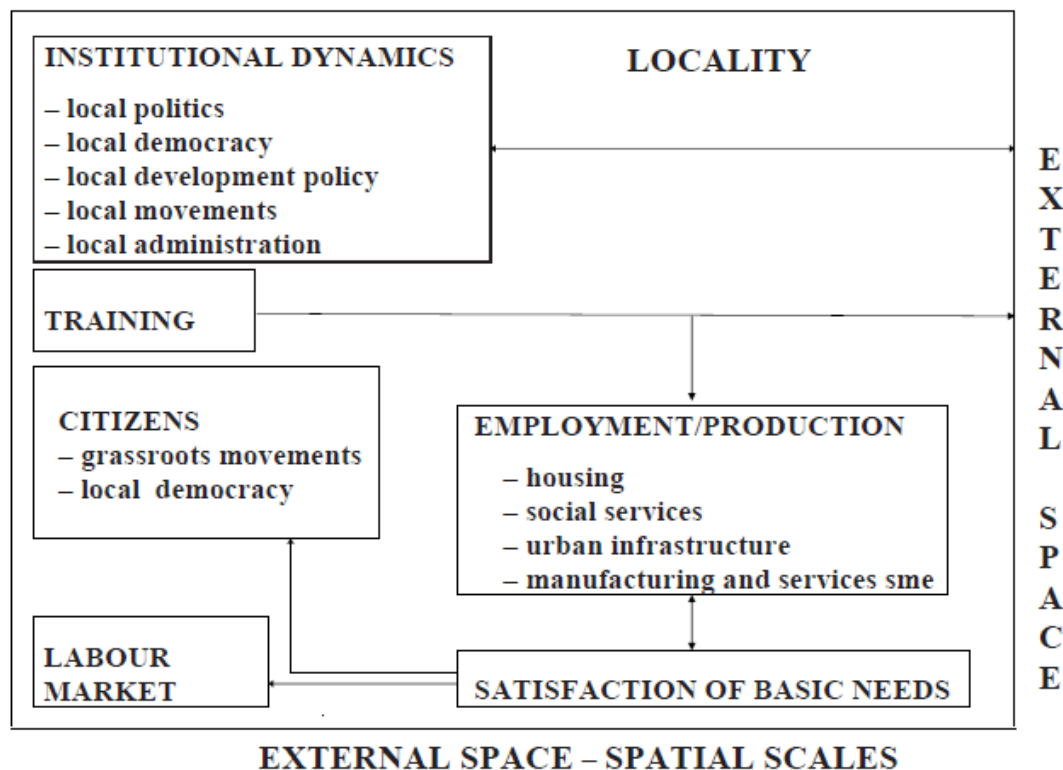 INSTITUTIONAL DYNAMICS
– local politics
– local democracy
– local development policy
– local movements
– local administration
LOCALITY
TRAINING
CITIZENS
– grassroots movements
– local democracy
EMPLOYMENT/PRODUCTION
– housing
– social services
– urban infrastructure
– manufacturing and services sme
LABOUR
MARKET
SATISFACTION OF BASIC NEEDS
EXTERNAL SPACE
EXTERNAL SPACE – SPATIAL SCALES